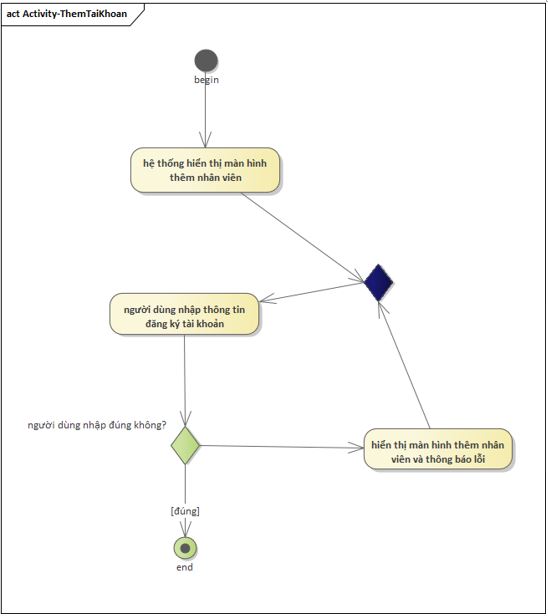 act Activity-ThemTaiKhoan
begin
hệ thống hiển thị màn hình
thêm nhân viên
người dùng nhập thông tin
đăng ký tài khoản
người dùng nhập đúng không?
hiển thị màn hình thêm nhân
viên và thông báo lỗi
[đúng]
end